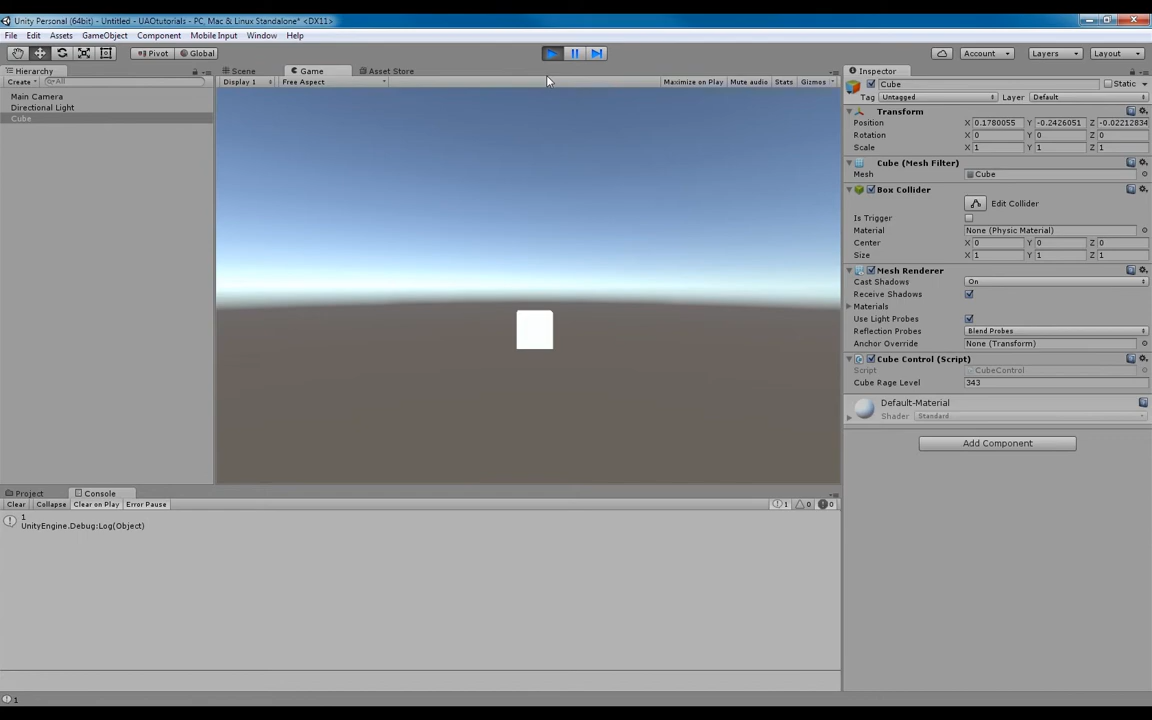 Unity Personal (64bit) - Untitled - UAOtutorials - PC, Mac & Linux Standalone* <DX11>
File Edit Assets GameObject Component Mobile Input Window Help
Pivot Global Account Layers Layout
Hierarchy
Create All
Main Camera
Directional Light
Cube
Scene Game Asset Store
Display 1 Free Aspect Maximize on Play Mute audio Stats Gizmos
Inspector
Cube Static
Tag Untagged Layer Default
Transform
Position X 0.1780055 Y -0.2426051 Z -0.02212834
Rotation X 0 Y 0 Z 0
Scale X 1 Y 1 Z 1
Cube (Mesh Filter)
Mesh Cube
Box Collider
Edit Collider
Is Trigger
Material None (Physic Material)
Center X 0 Y 0 Z 0
Size X 1 Y 1 Z 1
Mesh Renderer
Cast Shadows On
Receive Shadows
Materials
Use Light Probes
Reflection Probes Blend Probes
Anchor Override None (Transform)
Cube Control (Script)
Script CubeControl
Cube Rage Level 343
Default-Material
Shader Standard
Add Component
Project Console
Clear Collapse Clear on Play Error Pause 1 0 0
1
UnityEngine.Debug:Log(Object)
1